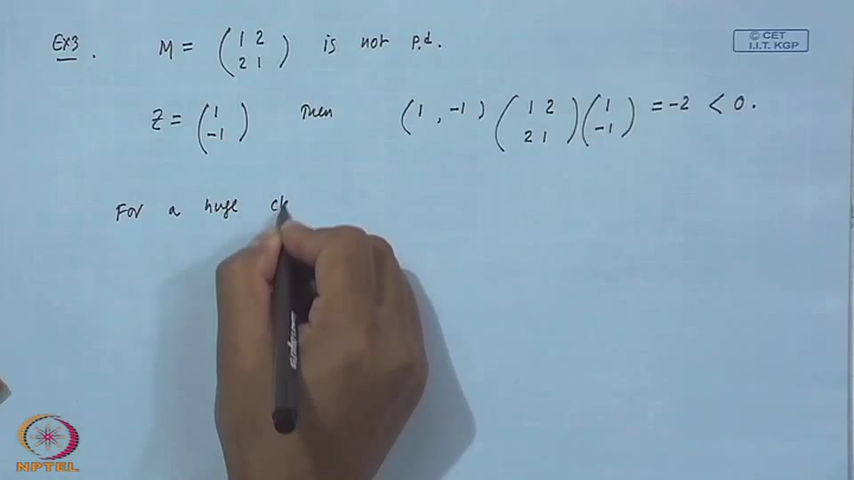 © CET
I.I.T. KGP
Ex3. M = ( 1 2 is not p.d.
2 1 )
Z = ( 1 Then (1, -1) ( 1 2 ) ( 1 ) = -2 < 0.
-1 ) 2 1 -1
For a huge cl
NPTEL